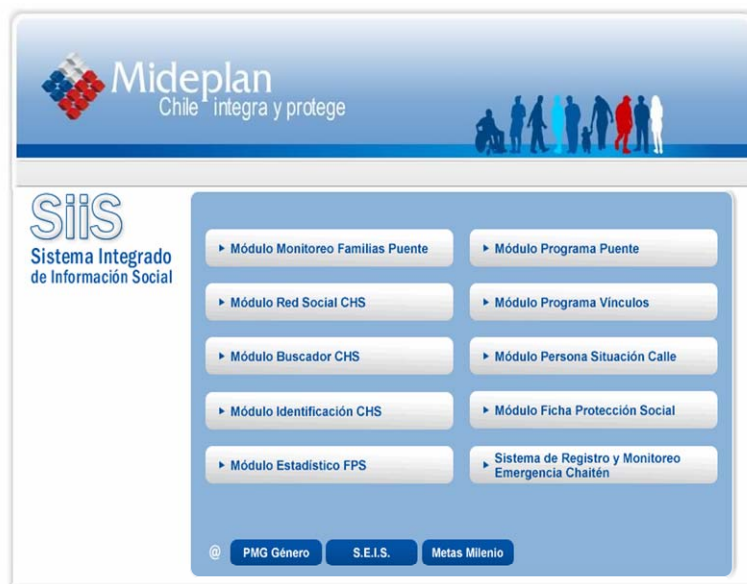 Mideplan
Chile integra y protege
SiiS
Sistema Integrado
de Información Social
Módulo Monitoreo Familias Puente
Módulo Programa Puente
Módulo Red Social CHS
Módulo Programa Vínculos
Módulo Buscador CHS
Módulo Persona Situación Calle
Módulo Identificación CHS
Módulo Ficha Protección Social
Módulo Estadístico FPS
Sistema de Registro y Monitoreo
Emergencia Chaitén
@ PMG Género S.E.I.S. Metas Milenio